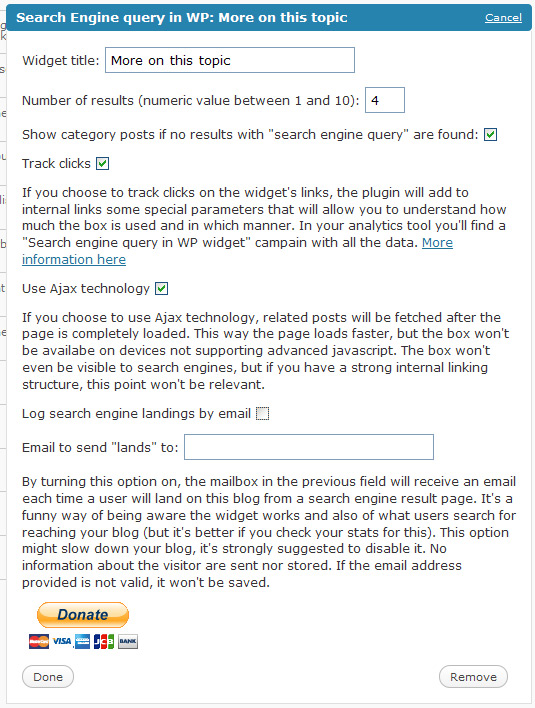 Search Engine query in WP: More on this topic Cancel
Widget title: More on this topic
Number of results (numeric value between 1 and 10): 4
Show category posts if no results with "search engine query" are found:
Track clicks
If you choose to track clicks on the widget's links, the plugin will add to
internal links some special parameters that will allow you to understand how
much the box is used and in which manner. In your analytics tool you'll find a
"Search engine query in WP widget" campain with all the data. More
information here
Use Ajax technology
If you choose to use Ajax technology, related posts will be fetched after the
page is completely loaded. This way the page loads faster, but the box won't
be availabe on devices not supporting advanced javascript. The box won't
even be visible to search engines, but if you have a strong internal linking
structure, this point won't be relevant.
Log search engine landings by email
Email to send "lands" to:
By turning this option on, the mailbox in the previous field will receive an email
each time a user will land on this blog from a search engine result page. It's a
funny way of being aware the widget works and also of what users search for
reaching your blog (but it's better if you check your stats for this). This option
might slow down your blog, it's strongly suggested to disable it. No
information about the visitor are sent nor stored. If the email address
provided is not valid, it won't be saved.
Donate
MasterCard VISA JCB BANK
Done Remove